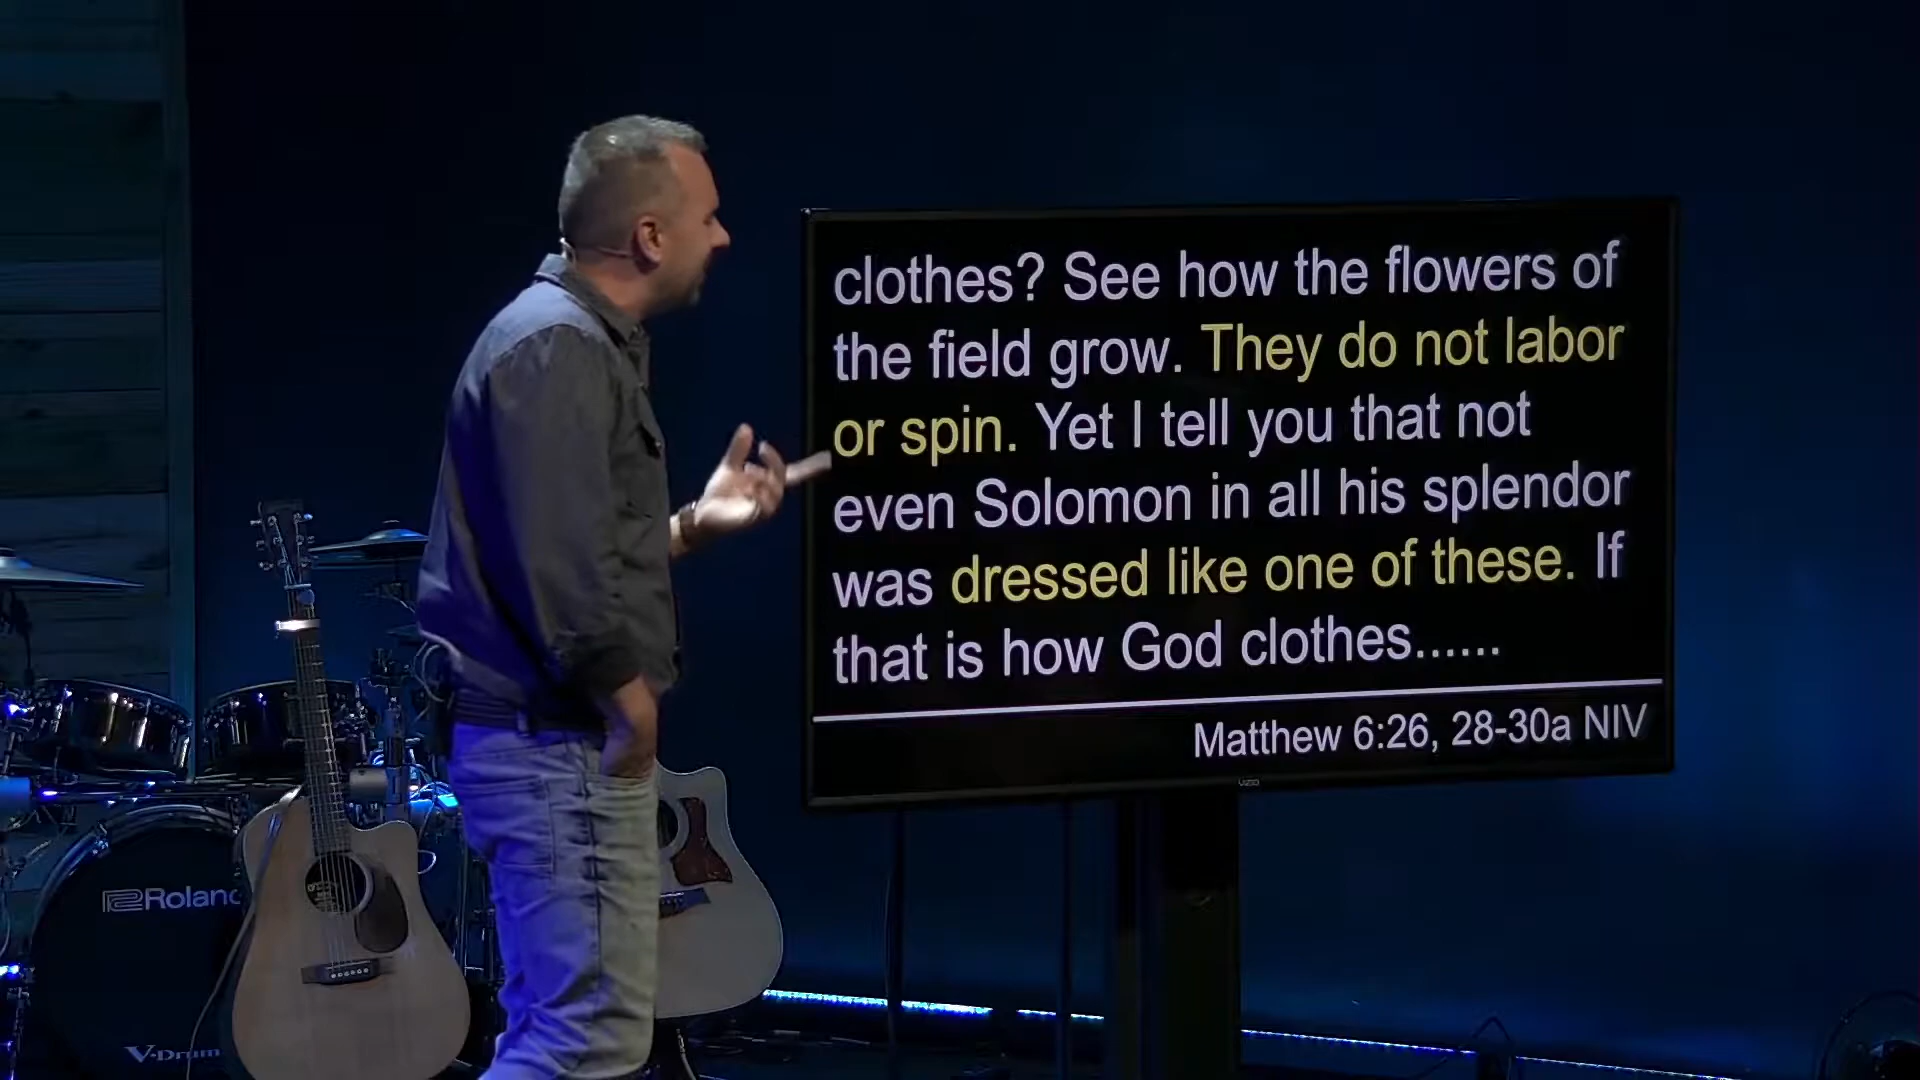 clothes? See how the flowers of
the field grow. They do not labor
or spin. Yet I tell you that not
even Solomon in all his splendor
was dressed like one of these. If
that is how God clothes......
Matthew 6:26, 28-30a NIV
VIZIO
Roland
V-Drums